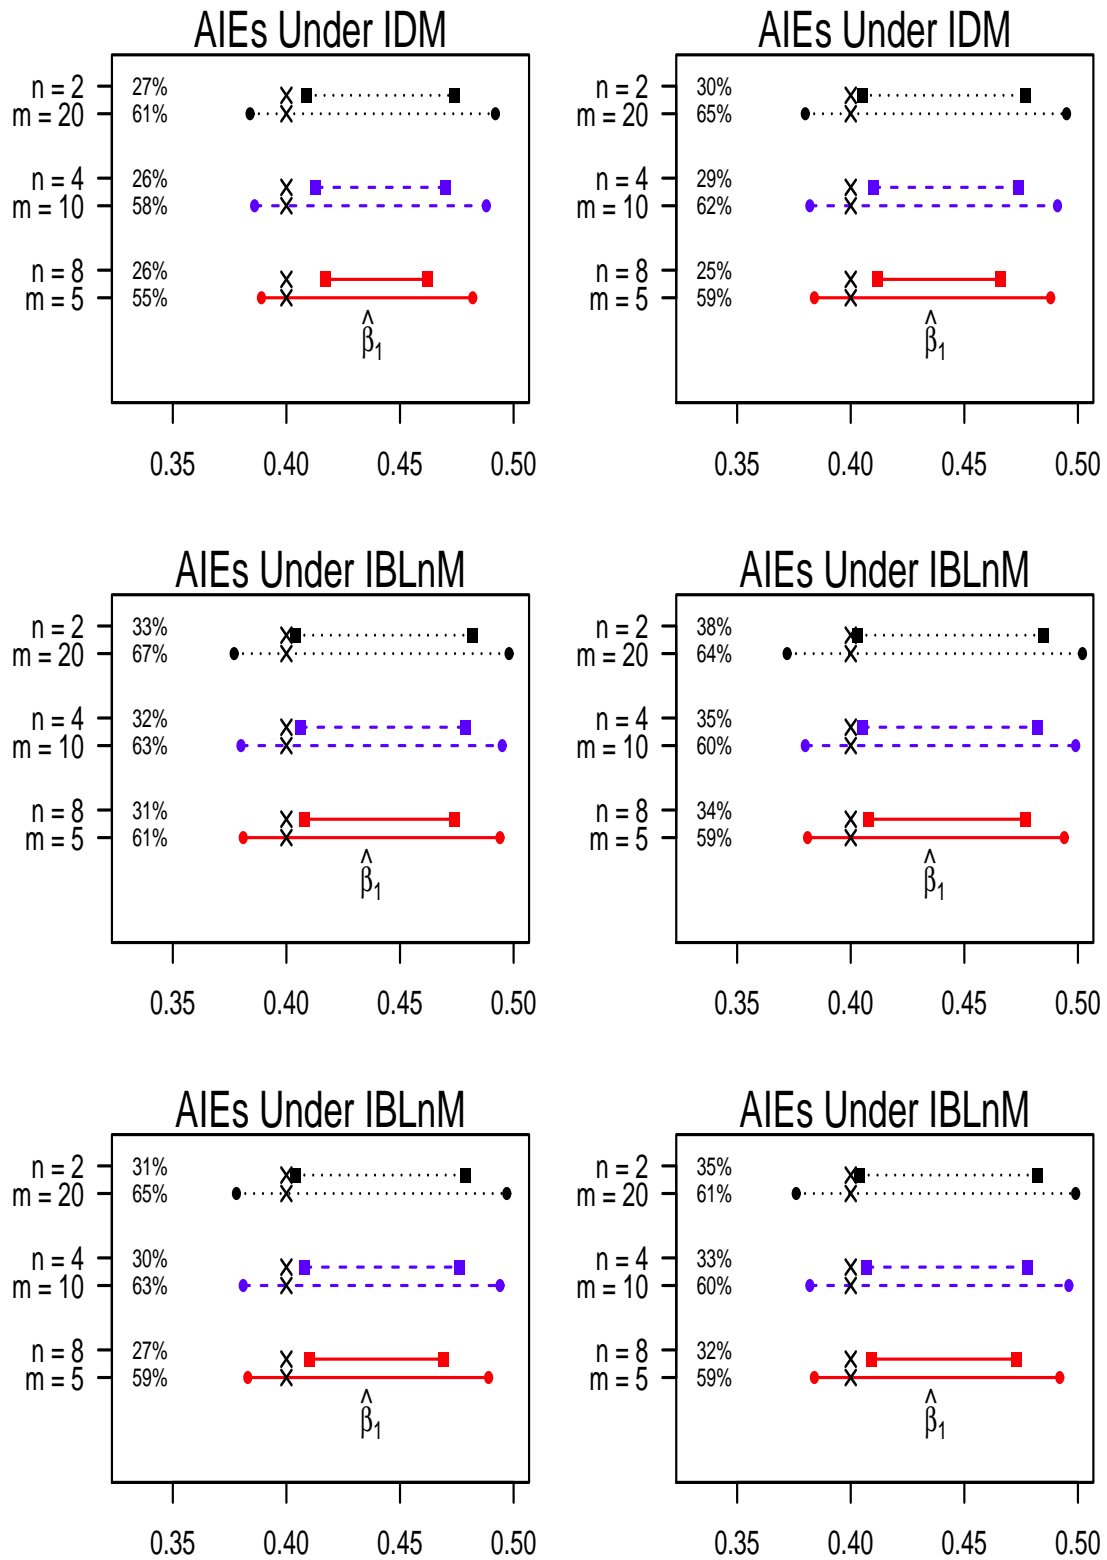 AIEs Under IDM
n = 2
m = 20
27%
61%
n = 4
m = 10
26%
58%
n = 8
m = 5
26%
55%
β̂1
0.35 0.40 0.45 0.50
AIEs Under IDM
n = 2
m = 20
30%
65%
n = 4
m = 10
29%
62%
n = 8
m = 5
25%
59%
β̂1
0.35 0.40 0.45 0.50
AIEs Under IBLnM
n = 2
m = 20
33%
67%
n = 4
m = 10
32%
63%
n = 8
m = 5
31%
61%
β̂1
0.35 0.40 0.45 0.50
AIEs Under IBLnM
n = 2
m = 20
38%
64%
n = 4
m = 10
35%
60%
n = 8
m = 5
34%
59%
β̂1
0.35 0.40 0.45 0.50
AIEs Under IBLnM
n = 2
m = 20
31%
65%
n = 4
m = 10
30%
63%
n = 8
m = 5
27%
59%
β̂1
0.35 0.40 0.45 0.50
AIEs Under IBLnM
n = 2
m = 20
35%
61%
n = 4
m = 10
33%
60%
n = 8
m = 5
32%
59%
β̂1
0.35 0.40 0.45 0.50